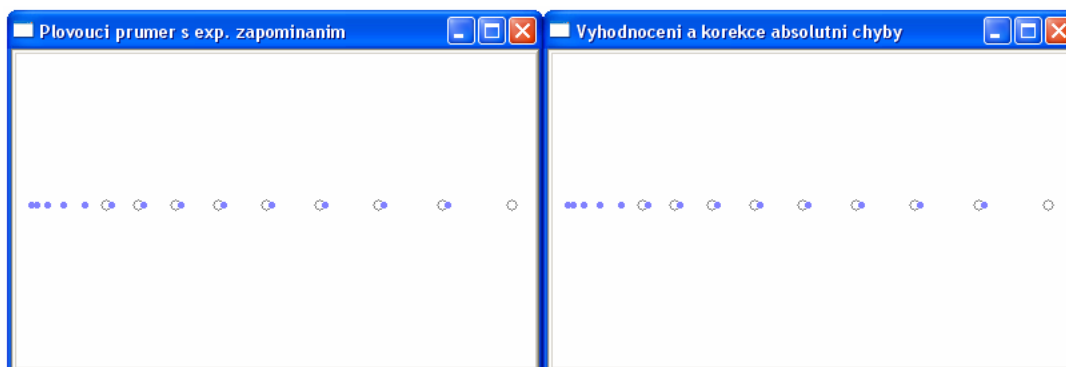 Plovouci prumer s exp. zapominanim
Vyhodnoceni a korekce absolutni chyby